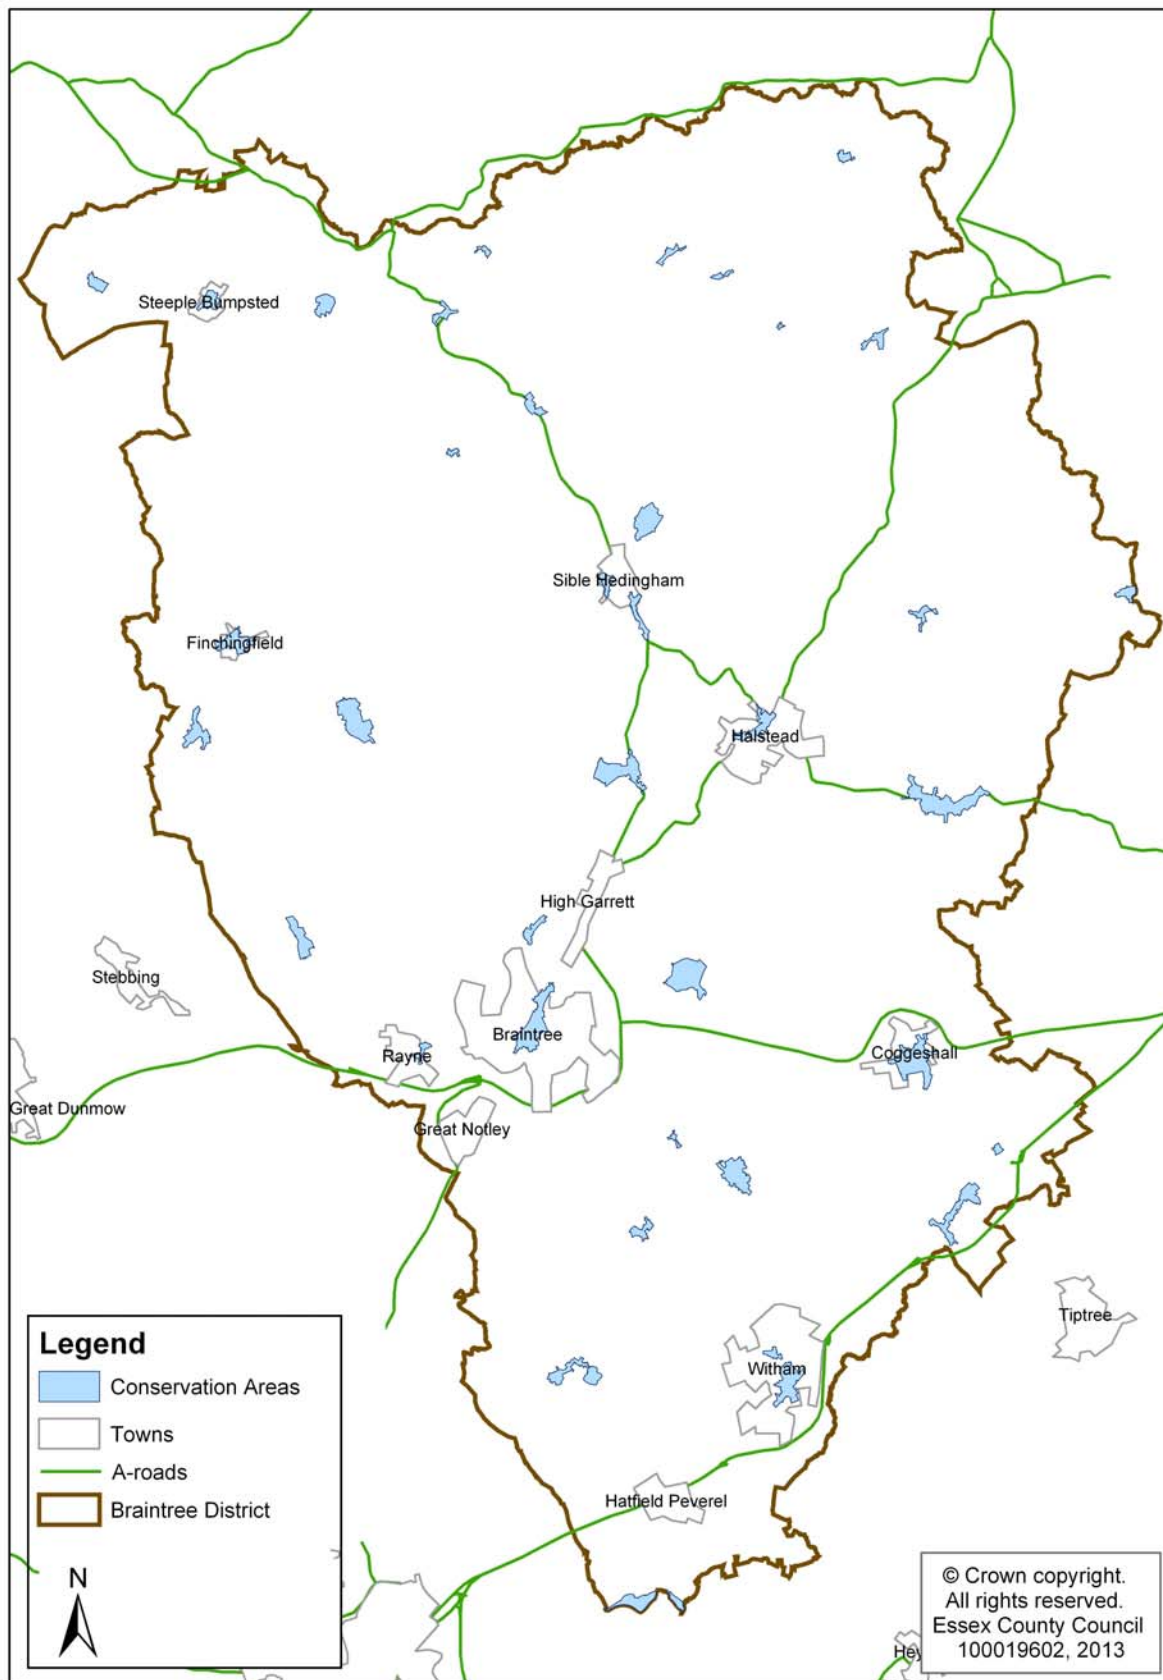 Steeple Bumpsted
Sible Hedingham
Finchingfield
Halstead
High Garrett
Stebbing
Braintree
Rayne
Coggeshall
Great Dunmow
Great Notley
Tiptree
Witham
Hatfield Peverel
Legend
Conservation Areas
Towns
A-roads
Braintree District
N
Hey
© Crown copyright.
All rights reserved.
Essex County Council
100019602, 2013